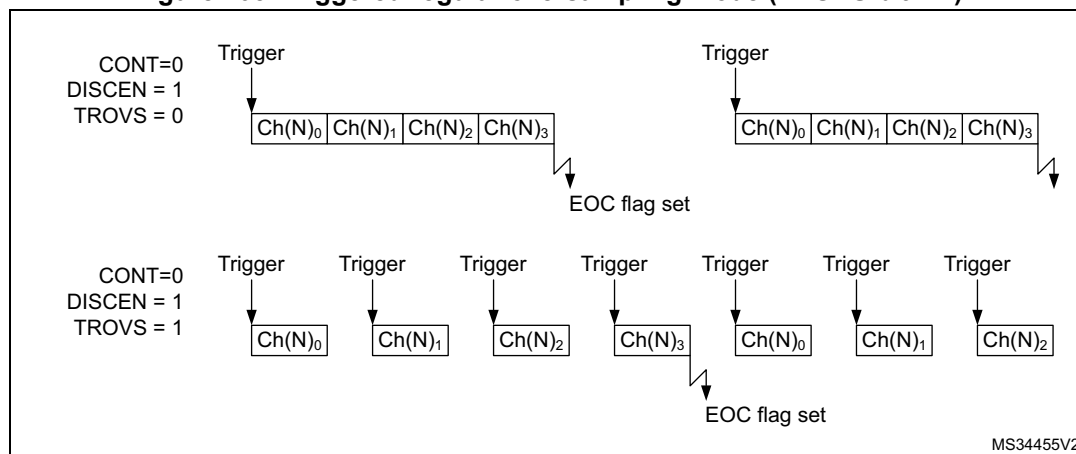 CONT=0
DISCEN = 1
TROVS = 0
Trigger Trigger
Ch(N)₀ Ch(N)₁ Ch(N)₂ Ch(N)₃ Ch(N)₀ Ch(N)₁ Ch(N)₂ Ch(N)₃
EOC flag set
CONT=0
DISCEN = 1
TROVS = 1
Trigger Trigger Trigger Trigger Trigger Trigger Trigger
Ch(N)₀ Ch(N)₁ Ch(N)₂ Ch(N)₃ Ch(N)₀ Ch(N)₁ Ch(N)₂
EOC flag set
MS34455V2